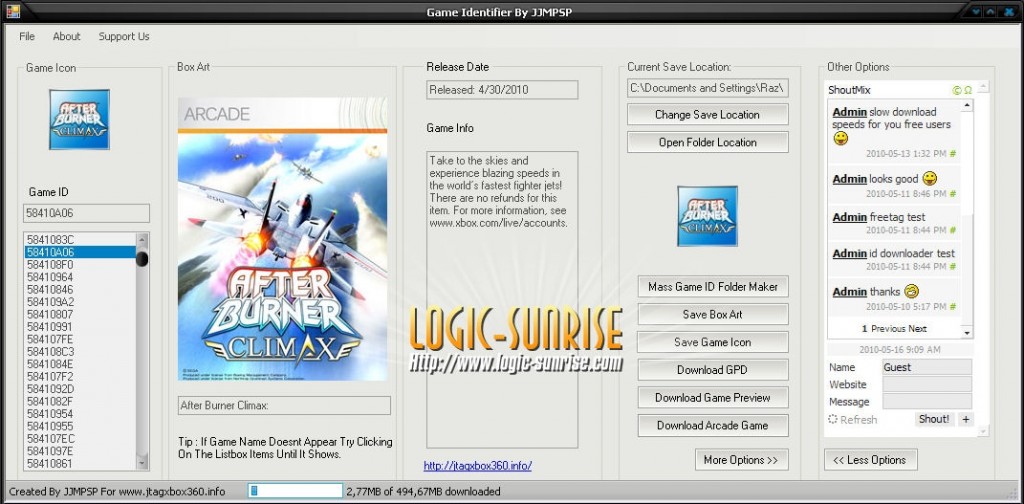 Game Identifier By JJMPSP
File About Support Us
Game Icon
AFTER
BURNER
CLIMAX
Game ID
58410A06
5841083C
58410A06
584108F0
58410964
58410846
584109A2
58410807
58410991
584107FE
584108C3
5841084E
584107F2
5841092D
5841082F
58410954
58410955
584107EC
5841097E
58410861
Box Art
ARCADE
200
AFTER
BURNER
CLIMAX
After Burner Climax:
Tip : If Game Name Doesnt Appear Try Clicking
On The Listbox Items Until It Shows.
Release Date
Released: 4/30/2010
Game Info
Take to the skies and
experience blazing speeds in
the world's fastest fighter jets!
There are no refunds for this
item. For more information, see
www.xbox.com/live/accounts.
LOGIC-SUNRISE
Http://www.logic-sunrise.com/
http://jtagxbox360.info/
Current Save Location:
C:\Documents and Settings\Raz\
Change Save Location
Open Folder Location
AFTER
BURNER
CLIMAX
Mass Game ID Folder Maker
Save Box Art
Save Game Icon
Download GPD
Download Game Preview
Download Arcade Game
More Options >>
Other Options
ShoutMix © Ω
Admin slow download
speeds for you free users
2010-05-13 1:32 PM #
Admin looks good
2010-05-11 8:46 PM #
Admin freetag test
2010-05-11 8:44 PM #
Admin id downloader test
2010-05-11 8:44 PM #
Admin thanks
2010-05-10 5:17 PM #
1 Previous Next
2010-05-16 9:09 AM
Name Guest
Website
Message
Refresh Shout! +
<< Less Options
Created By JJMPSP For www.jtagxbox360.info 2,77MB of 494,67MB downloaded